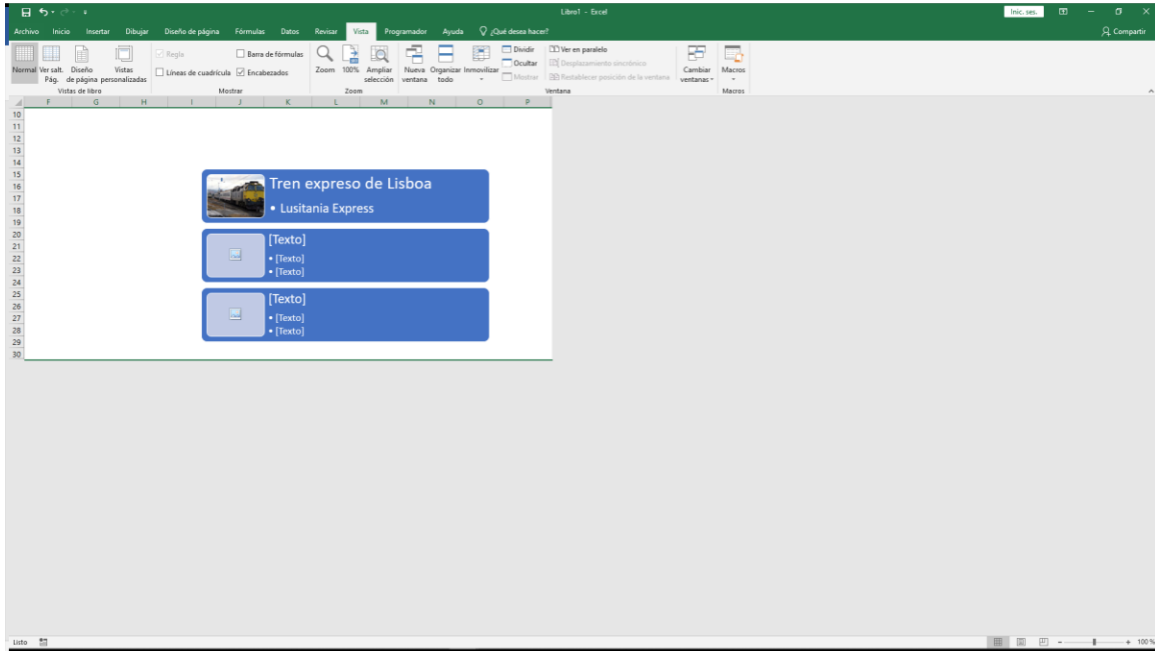 Libro1 - Excel
Inic. ses.
Archivo Inicio Insertar Dibujar Diseño de página Fórmulas Datos Revisar Vista Programador Ayuda ¿Qué desea hacer? Compartir
Normal
Ver salt. Pág.
Diseño de página
Vistas personalizadas
Vistas de libro
Regla
Barra de fórmulas
Líneas de cuadrícula
Encabezados
Mostrar
Zoom
100%
Ampliar selección
Zoom
Nueva ventana
Organizar todo
Inmovilizar
Dividir
Ocultar
Mostrar
Ver en paralelo
Desplazamiento sincrónico
Restablecer posición de la ventana
Ventana
Cambiar ventanas
Macros
Macros
F G H I J K L M N O P
10
11
12
13
14
15
16
17
18
19
20
21
22
23
24
25
26
27
28
29
30
Tren expreso de Lisboa
• Lusitania Express
[Texto]
• [Texto]
• [Texto]
[Texto]
• [Texto]
• [Texto]
Listo
100 %